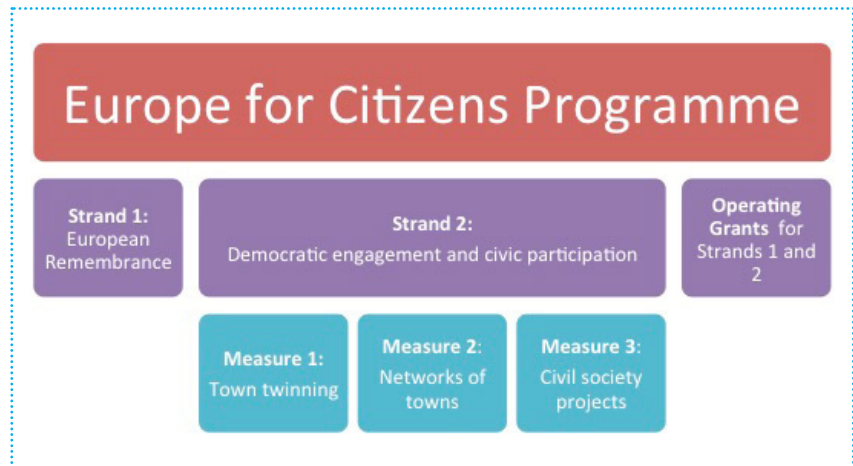 Europe for Citizens Programme
Strand 1:
European
Remembrance
Strand 2:
Democratic engagement and civic participation
Operating
Grants for
Strands 1 and
2
Measure 1:
Town twinning
Measure 2:
Networks of
towns
Measure 3:
Civil society
projects